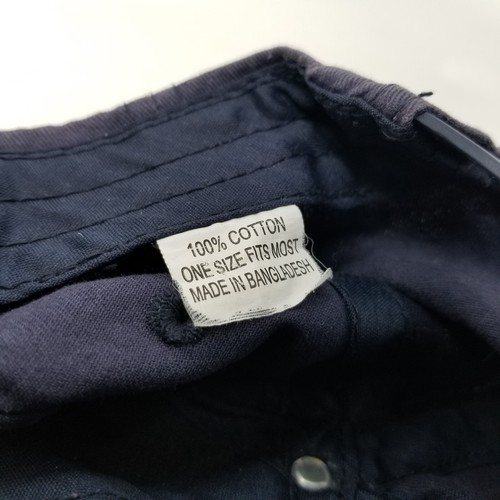 100% COTTON
ONE SIZE FITS MOST
MADE IN BANGLADESH